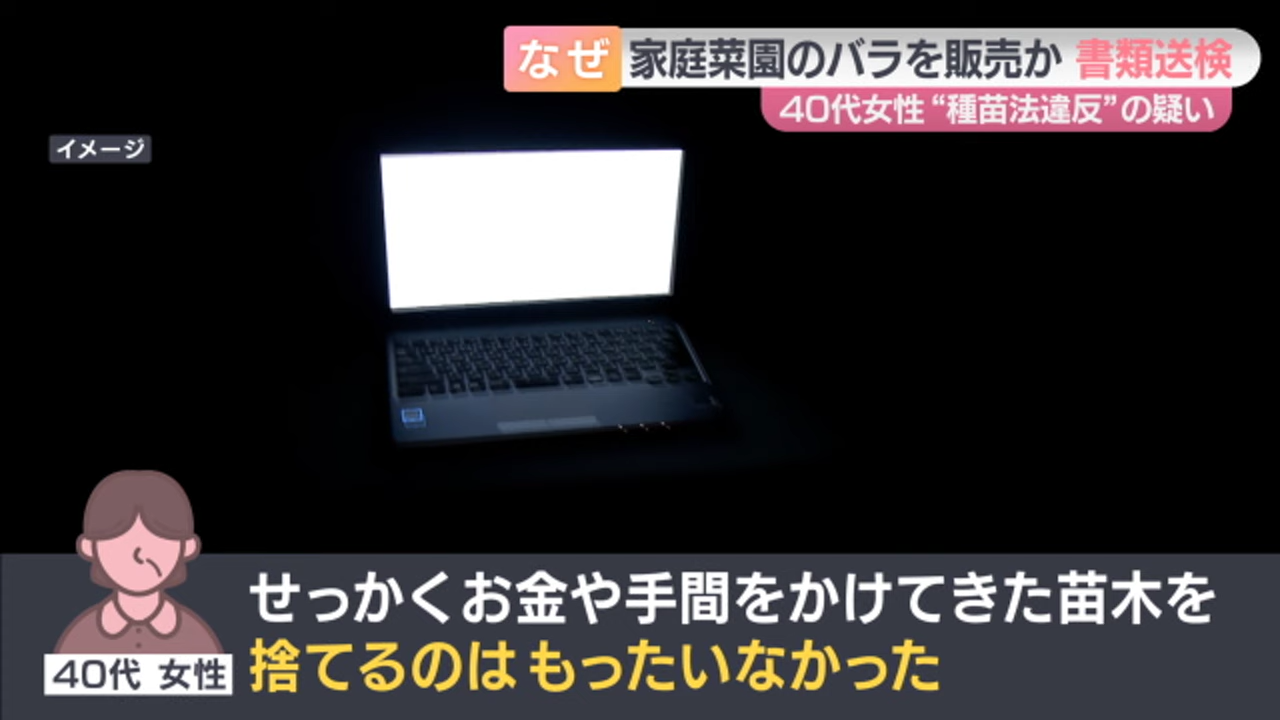 なぜ 家庭菜園のバラを販売か 書類送検
40代女性“種苗法違反”の疑い
イメージ
せっかくお金や手間をかけてきた苗木を
捨てるのは もったいなかった
40代 女性